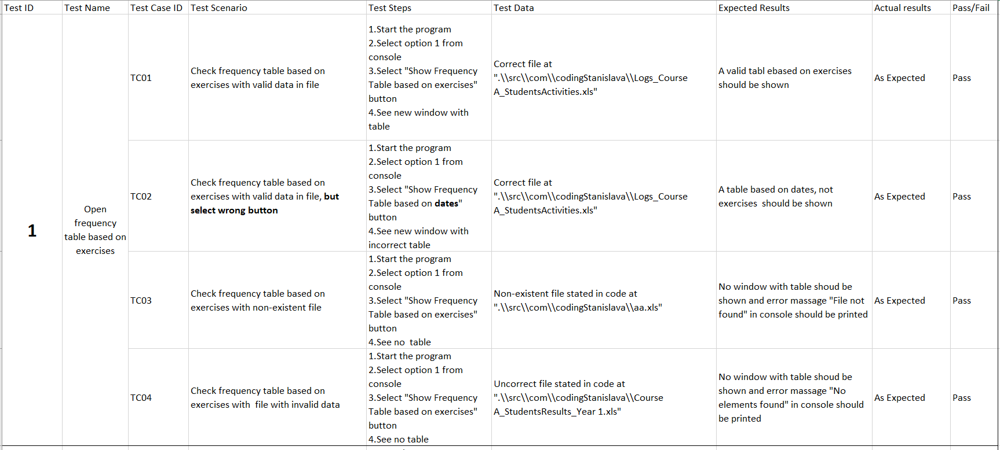 Test ID
Test Name
Test Case ID
Test Scenario
Test Steps
Test Data
Expected Results
Actual results
Pass/Fail
1
Open
frequency
table based on
exercises
TC01
Check frequency table based on
exercises with valid data in file
1.Start the program
2.Select option 1 from
console
3.Select "Show Frequency
Table based on exercises"
button
4.See new window with
table
Correct file at
".\\src\\com\\codingStanislava\\Logs_Course
A_StudentsActivities.xls"
A valid tabl ebased on exercises
should be shown
As Expected
Pass
TC02
Check frequency table based on
exercises with valid data in file, but
select wrong button
1.Start the program
2.Select option 1 from
console
3.Select "Show Frequency
Table based on dates"
button
4.See new window with
incorrect table
Correct file at
".\\src\\com\\codingStanislava\\Logs_Course
A_StudentsActivities.xls"
A table based on dates, not
exercises  should be shown
As Expected
Pass
TC03
Check frequency table based on
exercises with non-existent file
1.Start the program
2.Select option 1 from
console
3.Select "Show Frequency
Table based on exercises"
button
4.See no  table
Non-existent file stated in code at
".\\src\\com\\codingStanislava\\aa.xls"
No window with table shoud be
shown and error massage "File not
found" in console should be printed
As Expected
Pass
TC04
Check frequency table based on
exercises with  file with invalid data
1.Start the program
2.Select option 1 from
console
3.Select "Show Frequency
Table based on exercises"
button
4.See no table
Uncorrect file stated in code at
".\\src\\com\\codingStanislava\\Course
A_StudentsResults_Year 1.xls"
No window with table shoud be
shown and error massage "No
elements found" in console should
be printed
As Expected
Pass